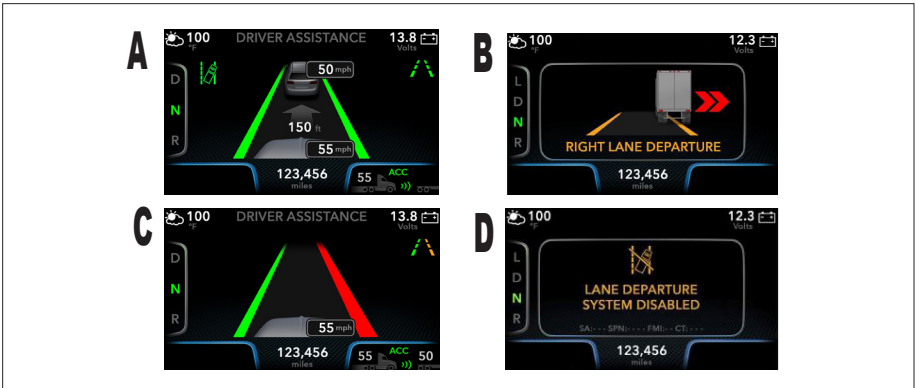 A
100
°F
DRIVER ASSISTANCE
13.8
Volts
D
N
R
50 mph
150 ft
55 mph
123,456
miles
55
ACC
B
100
°F
12.3
Volts
L
D
N
R
RIGHT LANE DEPARTURE
123,456
miles
C
100
°F
DRIVER ASSISTANCE
13.8
Volts
D
N
R
55 mph
123,456
miles
55
ACC
50
D
100
°F
12.3
Volts
L
D
N
R
LANE DEPARTURE
SYSTEM DISABLED
SA:- - - SPN:- - - - FMI:- - CT: - - -
123,456
miles